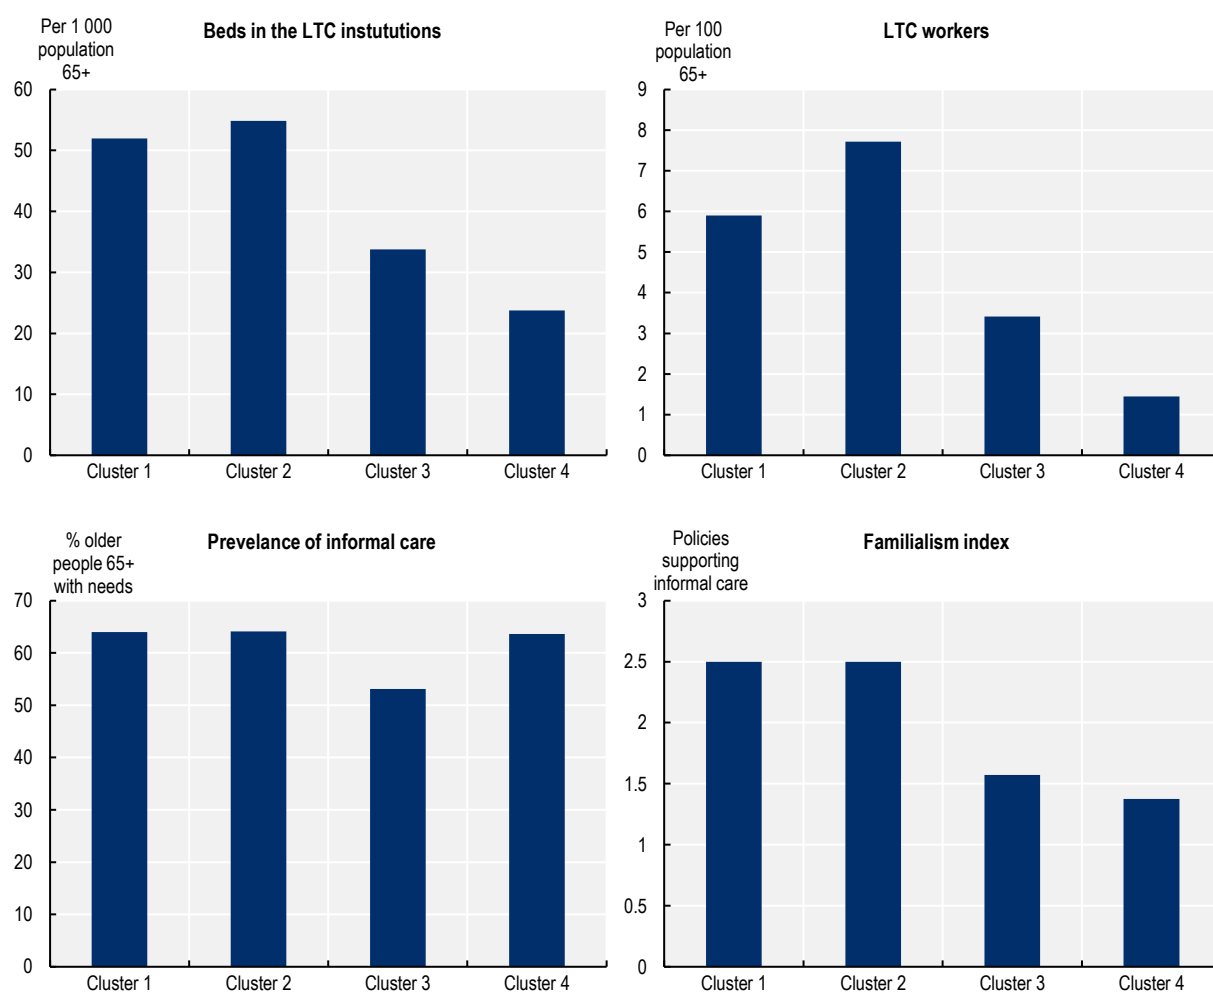 Per 1 000
population
65+
Beds in the LTC instututions
60
50
40
30
20
10
0
Cluster 1 Cluster 2 Cluster 3 Cluster 4
Per 100
population
65+
LTC workers
9
8
7
6
5
4
3
2
1
0
Cluster 1 Cluster 2 Cluster 3 Cluster 4
% older
people 65+
with needs
Prevelance of informal care
70
60
50
40
30
20
10
0
Cluster 1 Cluster 2 Cluster 3 Cluster 4
Policies
supporting
informal care
Familialism index
3
2.5
2
1.5
1
0.5
0
Cluster 1 Cluster 2 Cluster 3 Cluster 4